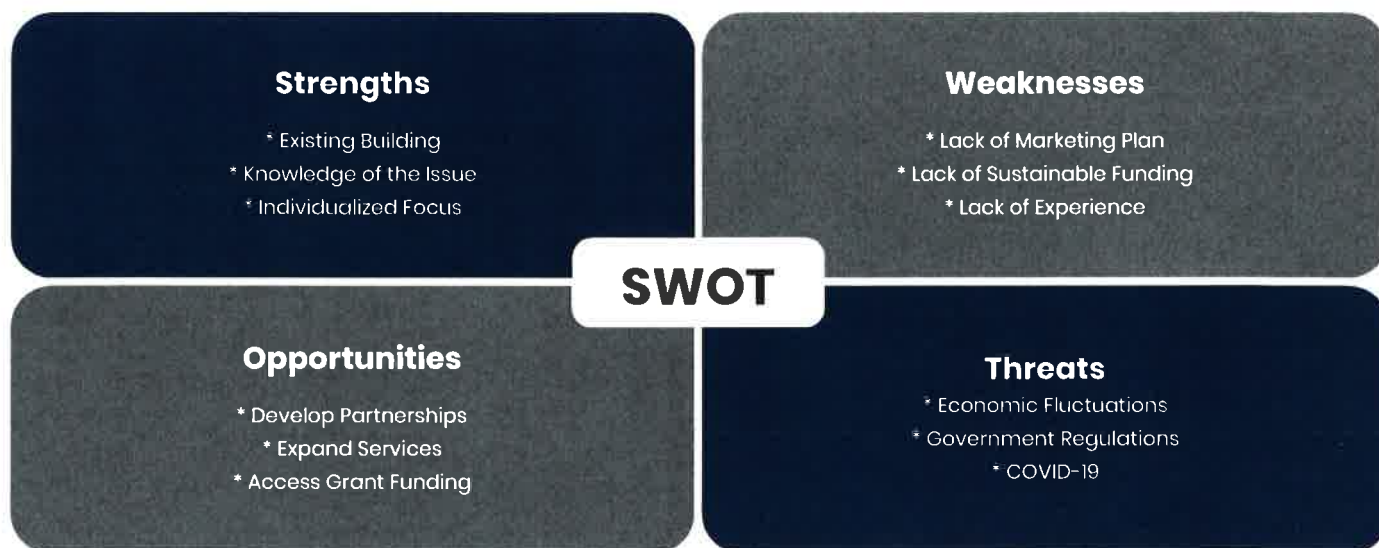 Strengths
* Existing Building
* Knowledge of the Issue
* Individualized Focus
Weaknesses
* Lack of Marketing Plan
* Lack of Sustainable Funding
* Lack of Experience
SWOT
Opportunities
* Develop Partnerships
* Expand Services
* Access Grant Funding
Threats
* Economic Fluctuations
* Government Regulations
* COVID-19